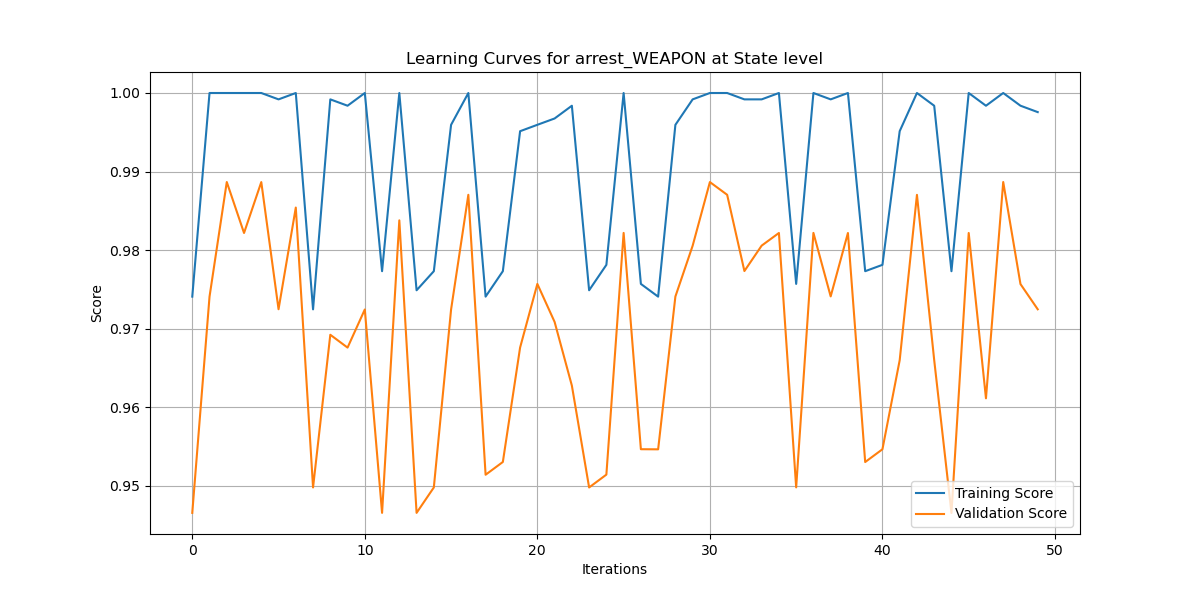 Learning Curves for arrest_WEAPON at State level
1.00
0.99
0.98
0.97
0.96
0.95
Score
Training Score
Validation Score
0 10 20 30 40 50
Iterations